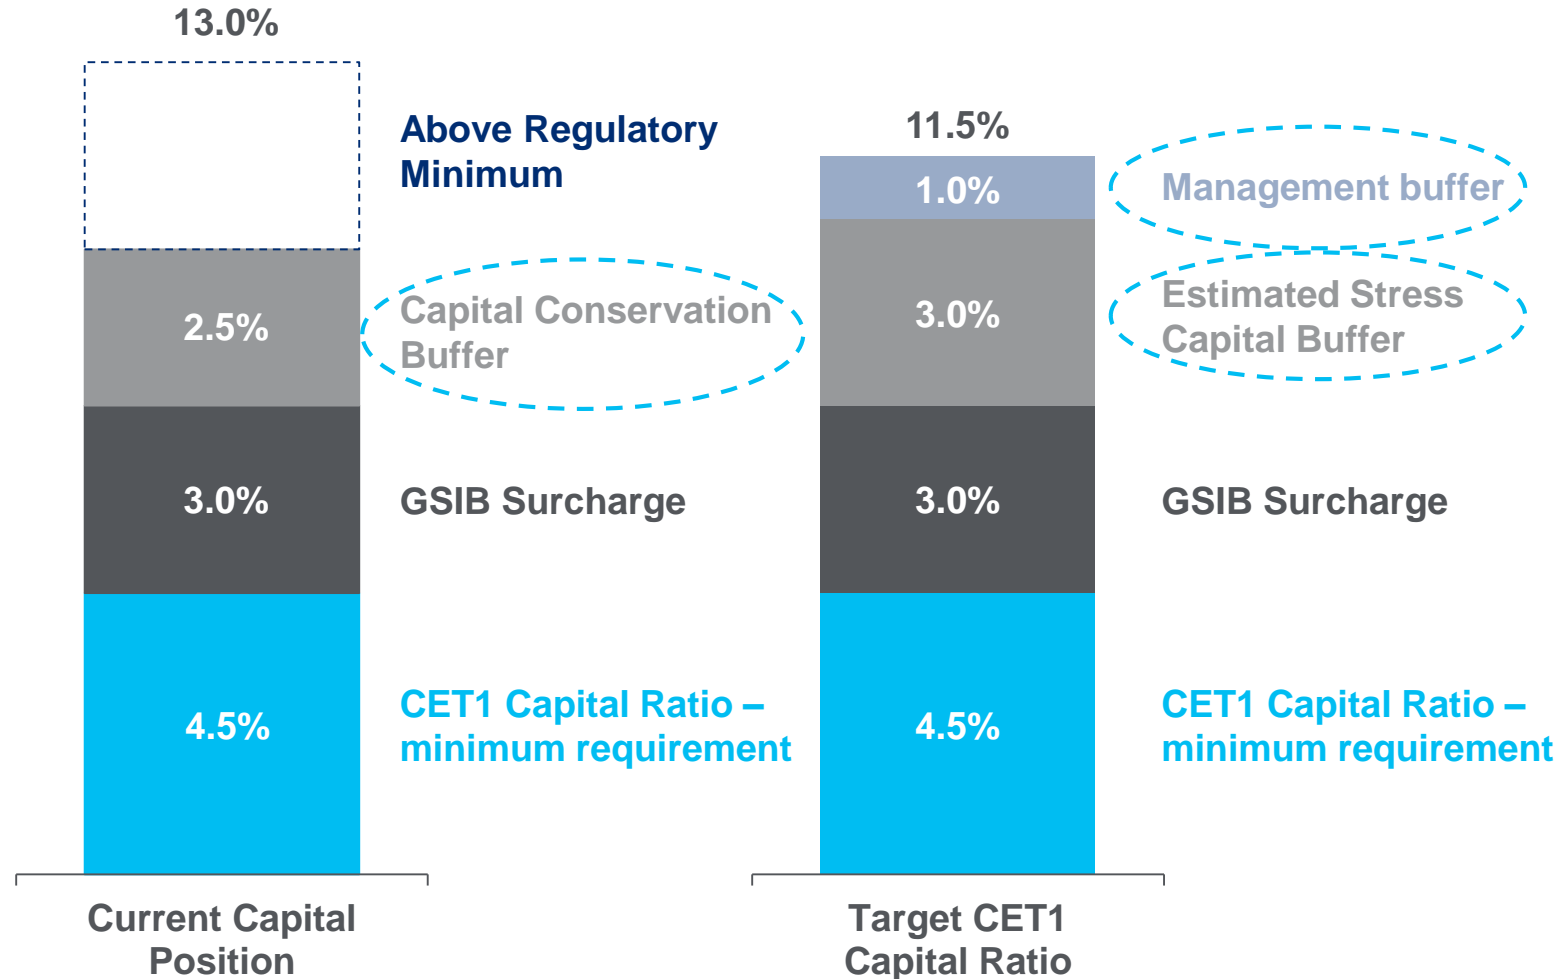 13.0%
Above Regulatory
Minimum
2.5%
Capital Conservation
Buffer
3.0%
GSIB Surcharge
4.5%
CET1 Capital Ratio –
minimum requirement
Current Capital
Position
11.5%
1.0%
Management buffer
3.0%
Estimated Stress
Capital Buffer
3.0%
GSIB Surcharge
4.5%
CET1 Capital Ratio –
minimum requirement
Target CET1
Capital Ratio